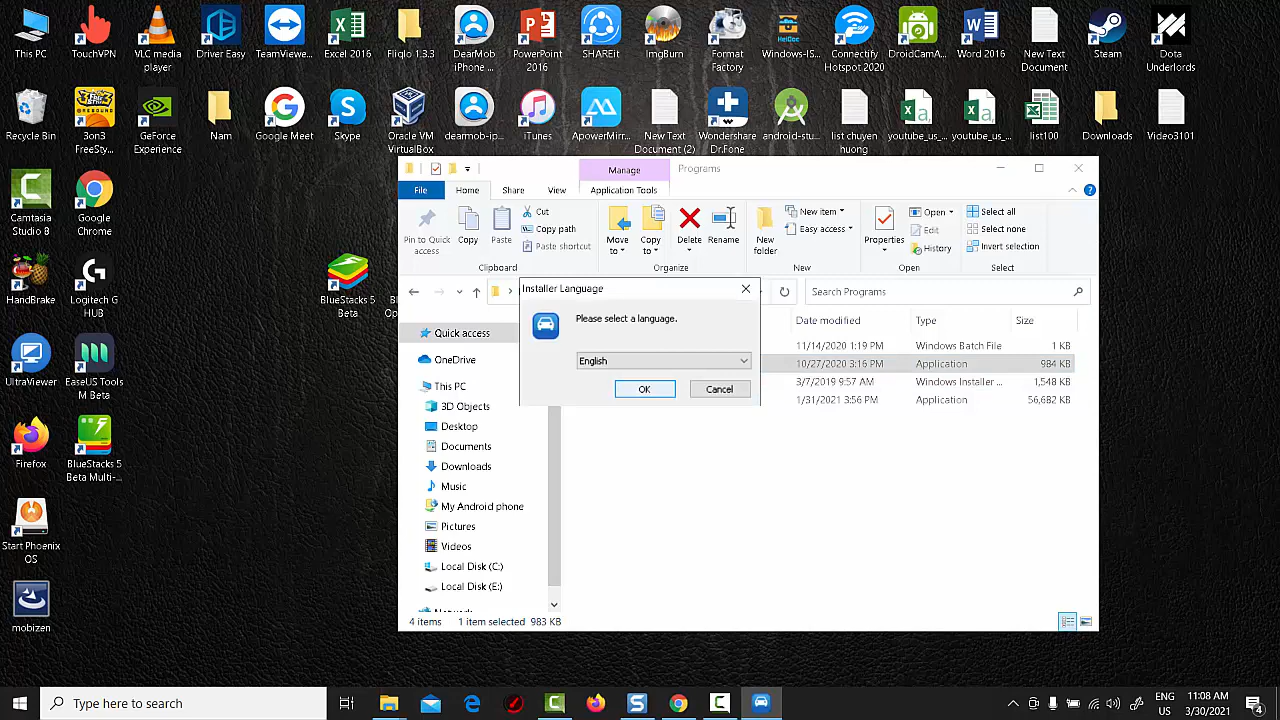 This PC
TouchVPN
VLC media
player
Driver Easy
TeamViewe...
Excel 2016
Fliqlo 1.3.3
DearMob
iPhone ...
PowerPoint
2016
SHAREit
ImgBurn
Format
Factory
Windows-IS...
Connectify
Hotspot 2020
DroidCamA...
Word 2016
New Text
Document
Steam
Dota
Underlords
Recycle Bin
3on3
FreeSty...
GeForce
Experience
Nam
Google Meet
Skype
Oracle VM
VirtualBox
dearmob-ip...
iTunes
ApowerMirr...
New Text
Document (2)
Wondershare
Dr.Fone
android-stu...
list chuyen
huong
youtube_us_...
youtube_us_...
list100
Downloads
Video3101
Camtasia
Studio 8
Google
Chrome
HandBrake
Logitech G
HUB
BlueStacks 5
Beta
UltraViewer
EaseUS Tools
M Beta
Firefox
BlueStacks 5
Beta Multi-...
Start Phoenix
OS
mobizen
Manage
Programs
File
Home
Share
View
Application Tools
Pin to Quick
access
Copy
Paste
Cut
Copy path
Paste shortcut
Clipboard
Move
to
Copy
to
Delete
Rename
Organize
New
folder
New item
Easy access
New
Properties
Open
Edit
History
Open
Select all
Select none
Invert selection
Select
Search Programs
Quick access
OneDrive
This PC
3D Objects
Desktop
Documents
Downloads
Music
My Android phone
Pictures
Videos
Local Disk (C:)
Local Disk (E:)
Date modified
Type
Size
11/14/2020 1:19 PM
Windows Batch File
1 KB
10/27/2020 3:16 PM
Application
984 KB
3/7/2019 9:57 AM
Windows Installer ...
1,548 KB
1/31/2021 3:56 PM
Application
56,682 KB
Installer Language
Please select a language.
English
OK
Cancel
4 items
1 item selected 983 KB
Type here to search
ENG
US
11:08 AM
3/30/2021